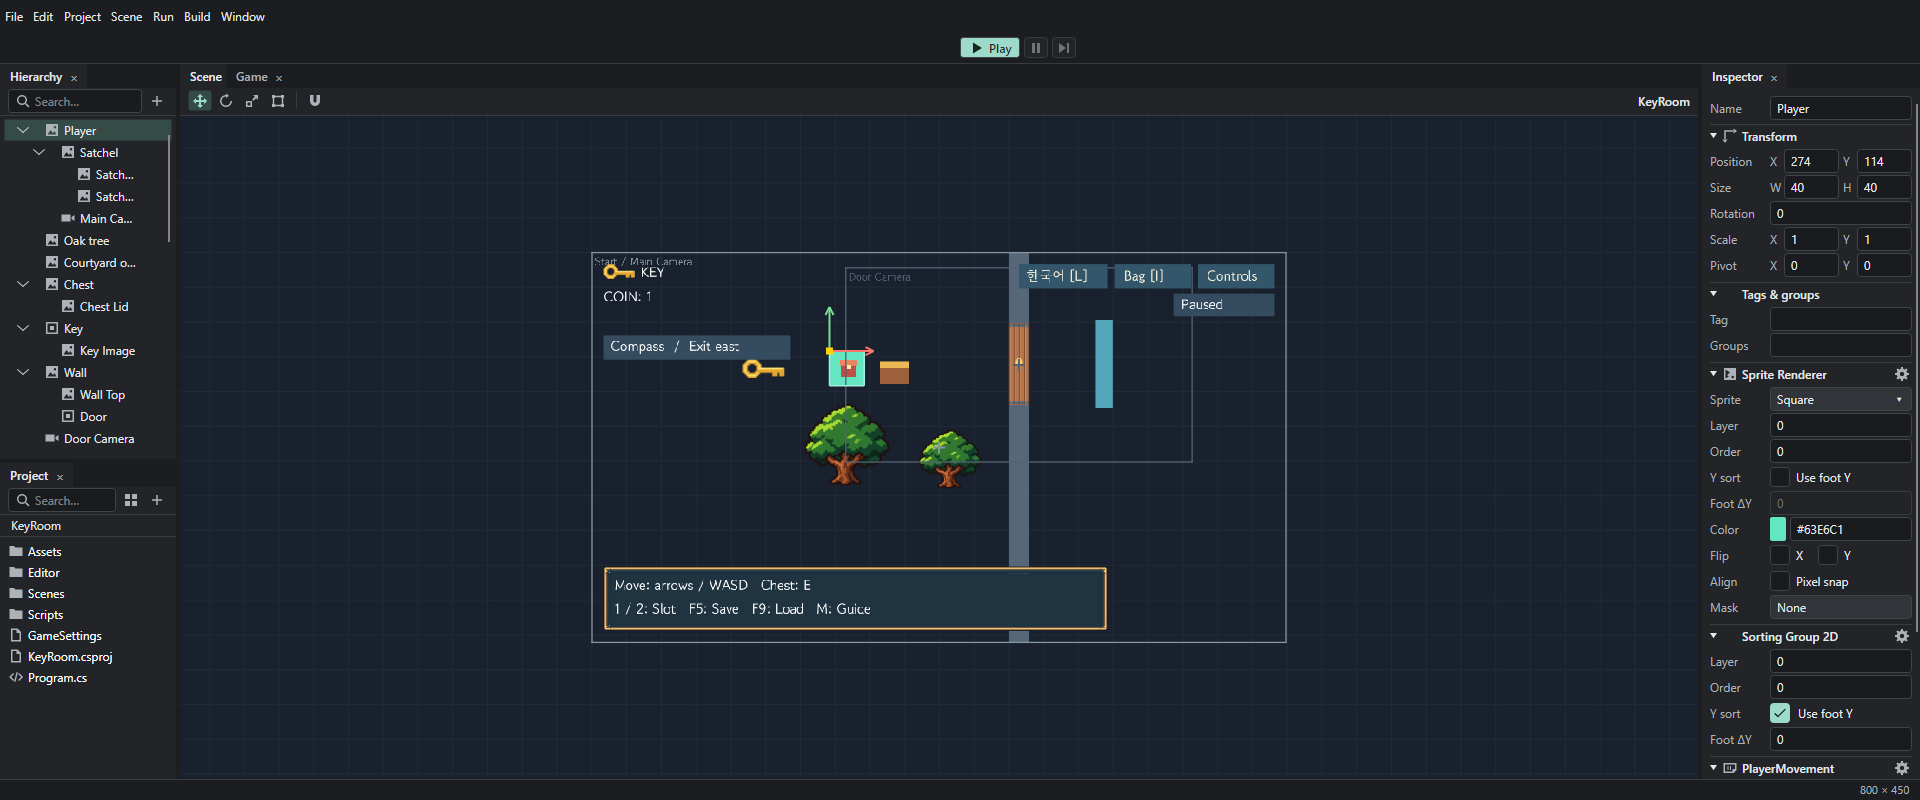 File Edit Project Scene Run Build Window
Play
Hierarchy
Search...
Player
Satchel
Satch...
Satch...
Main Ca...
Oak tree
Courtyard o...
Chest
Chest Lid
Key
Key Image
Wall
Wall Top
Door
Door Camera
Project
Search...
KeyRoom
Assets
Editor
Scenes
Scripts
GameSettings
KeyRoom.csproj
Program.cs
Scene Game
KeyRoom
Start / Main Camera
KEY
COIN: 1
Door Camera
한국어 [L] Bag [I] Controls
Paused
Compass / Exit east
Move: arrows / WASD Chest: E
1 / 2: Slot F5: Save F9: Load M: Guice
Inspector
Name Player
Transform
Position X 274 Y 114
Size W 40 H 40
Rotation 0
Scale X 1 Y 1
Pivot X 0 Y 0
Tags & groups
Tag
Groups
Sprite Renderer
Sprite Square
Layer 0
Order 0
Y sort Use foot Y
Foot ΔY 0
Color #63E6C1
Flip X Y
Align Pixel snap
Mask None
Sorting Group 2D
Layer 0
Order 0
Y sort Use foot Y
Foot ΔY 0
PlayerMovement
800 × 450